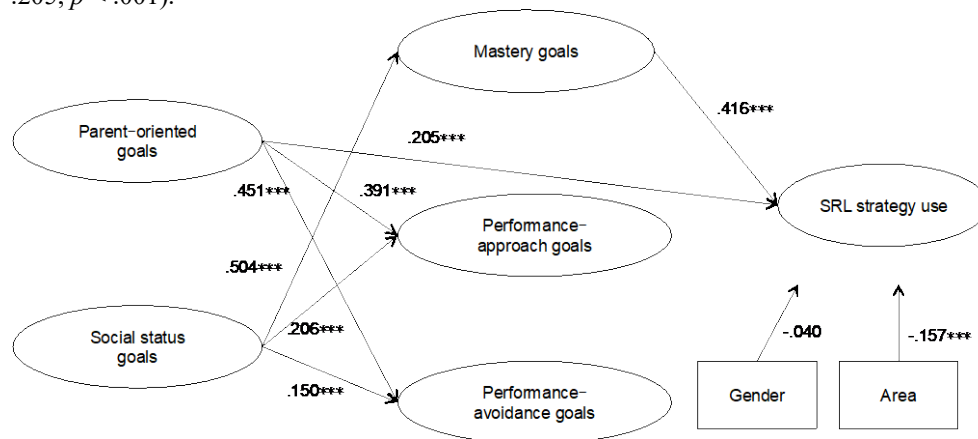 .205, p < .001).
Mastery goals
Parent-oriented
goals
.205***
.416***
.451***
.391***
SRL strategy use
Performance-
approach goals
.504***
Social status
goals
.206***
-.040
-.157***
.150***
Performance-
avoidance goals
Gender
Area